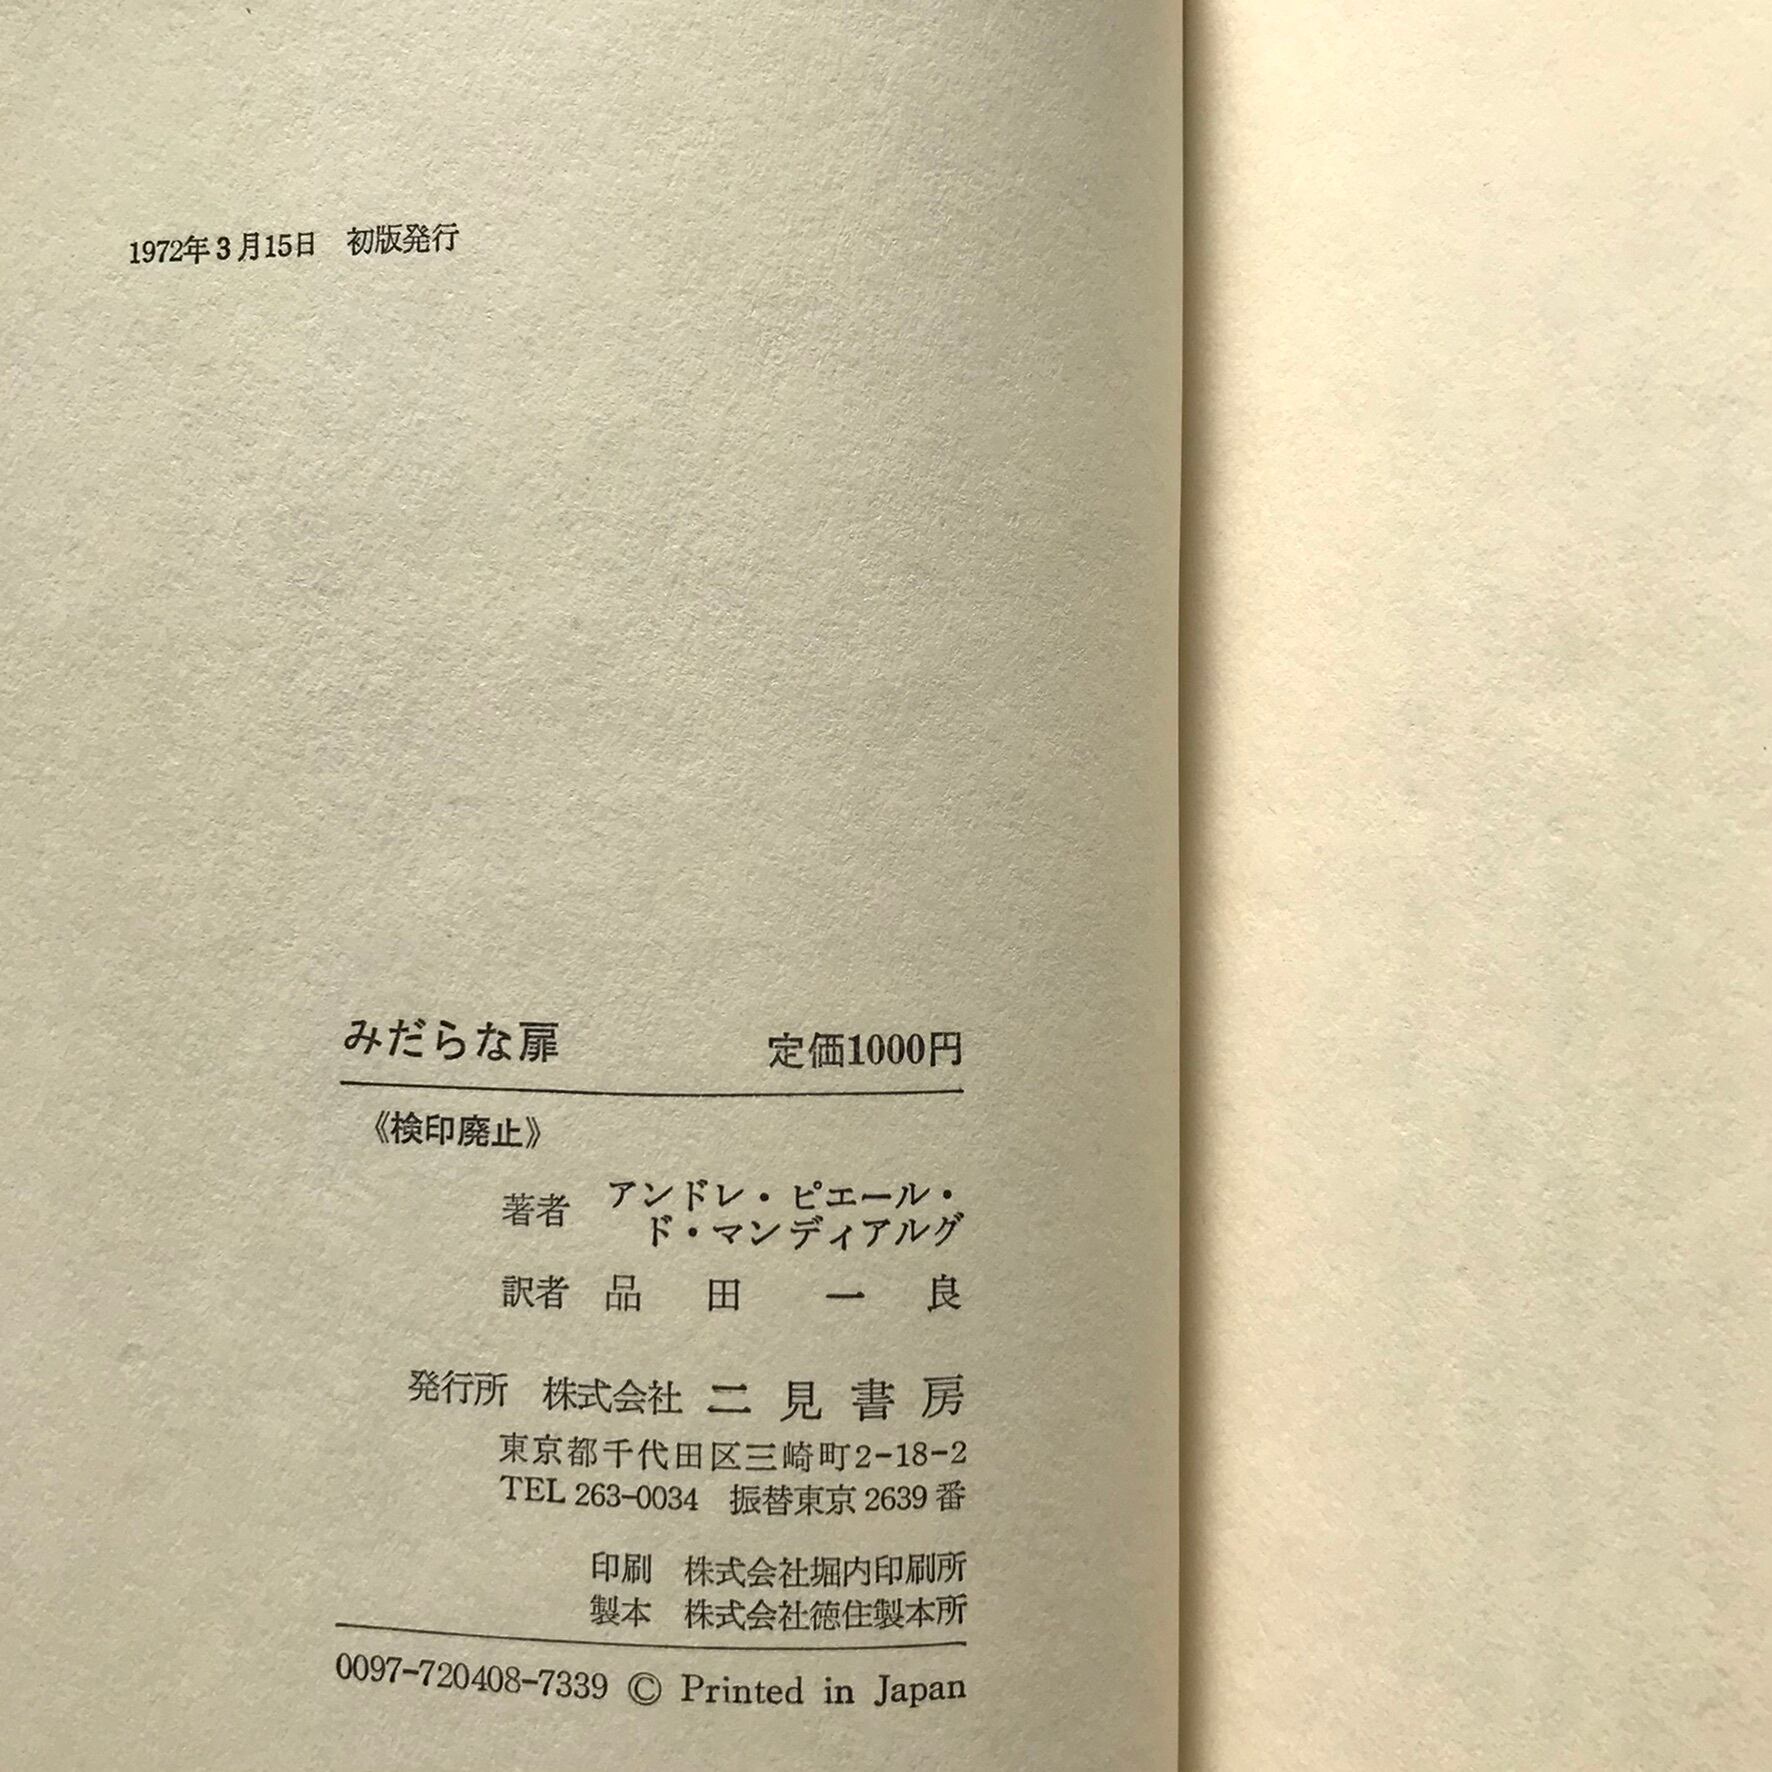 1972年3月15日　初版発行
みだらな扉　定価1000円
《検印廃止》
著者　アンドレ・ピエール・
ド・マンディアルグ
訳者　品田一良
発行所　株式会社 二見書房
東京都千代田区三崎町2-18-2
TEL 263-0034　振替東京 2639 番
印刷　株式会社堀内印刷所
製本　株式会社徳住製本所
0097-720408-7339 © Printed in Japan